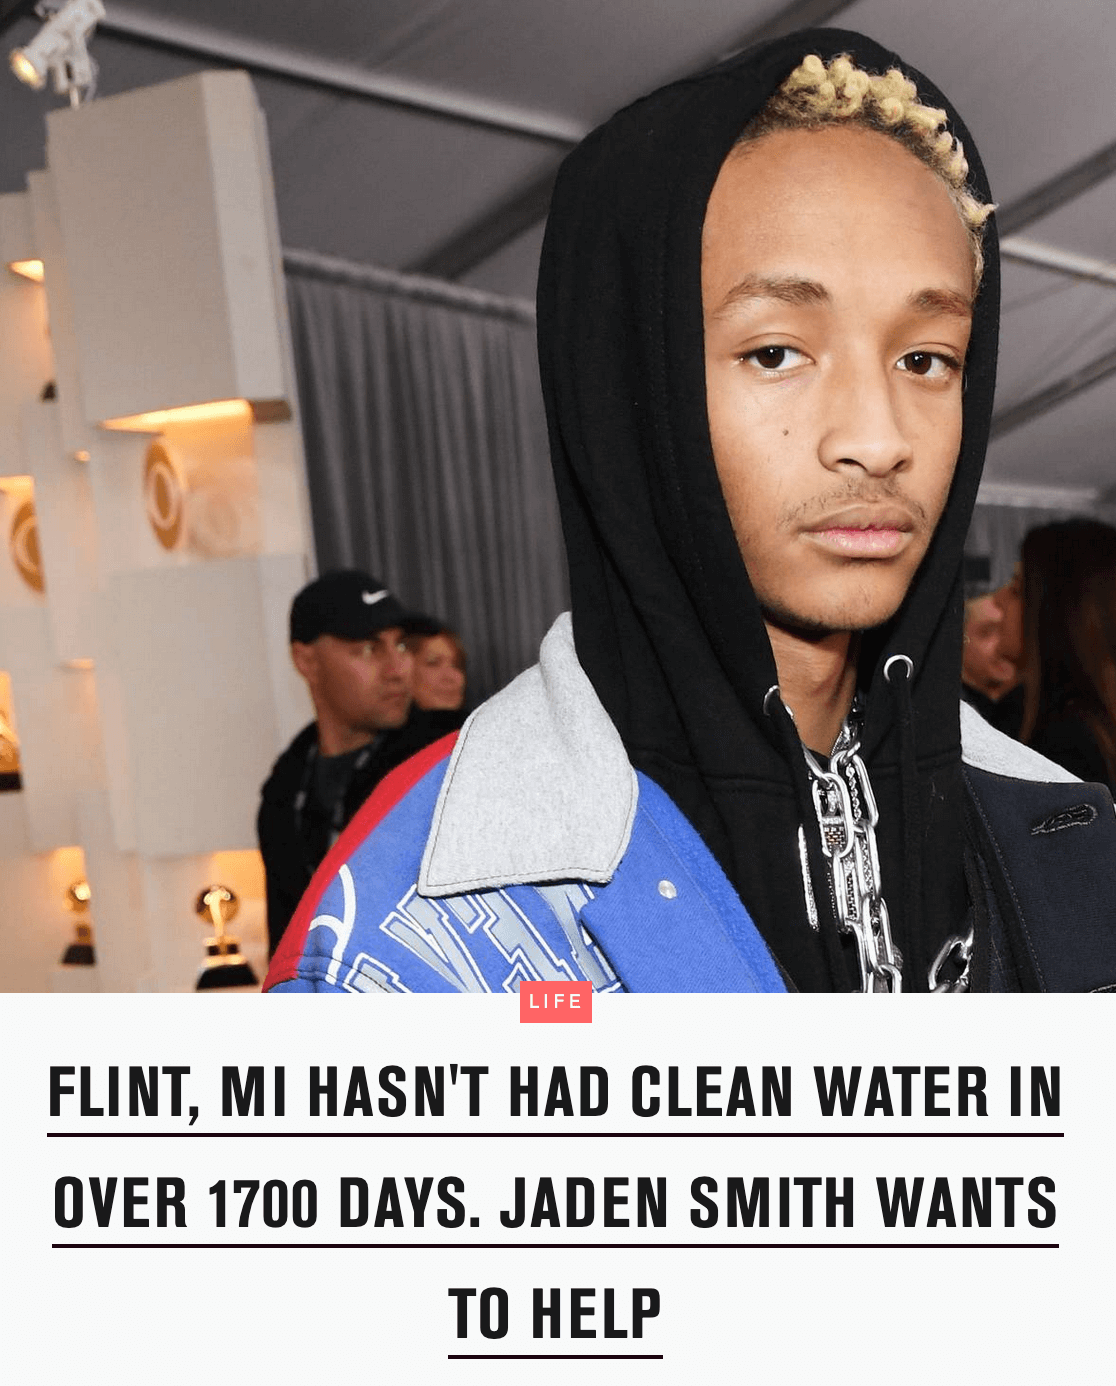 LIFE
FLINT, MI HASN'T HAD CLEAN WATER IN
OVER 1700 DAYS. JADEN SMITH WANTS
TO HELP